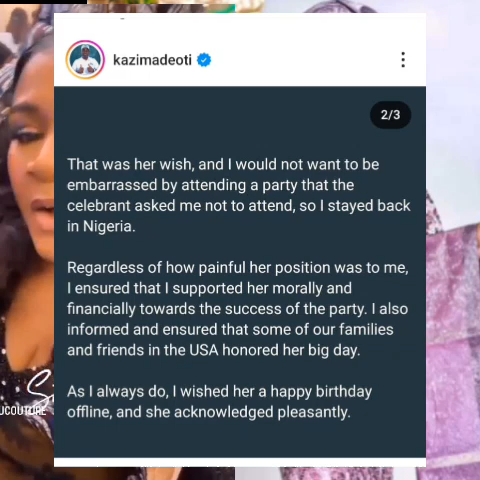 kazimadeoti
2/3
That was her wish, and I would not want to be
embarrassed by attending a party that the
celebrant asked me not to attend, so I stayed back
in Nigeria.
Regardless of how painful her position was to me,
I ensured that I supported her morally and
financially towards the success of the party. I also
informed and ensured that some of our families
and friends in the USA honored her big day.
As I always do, I wished her a happy birthday
offline, and she acknowledged pleasantly.